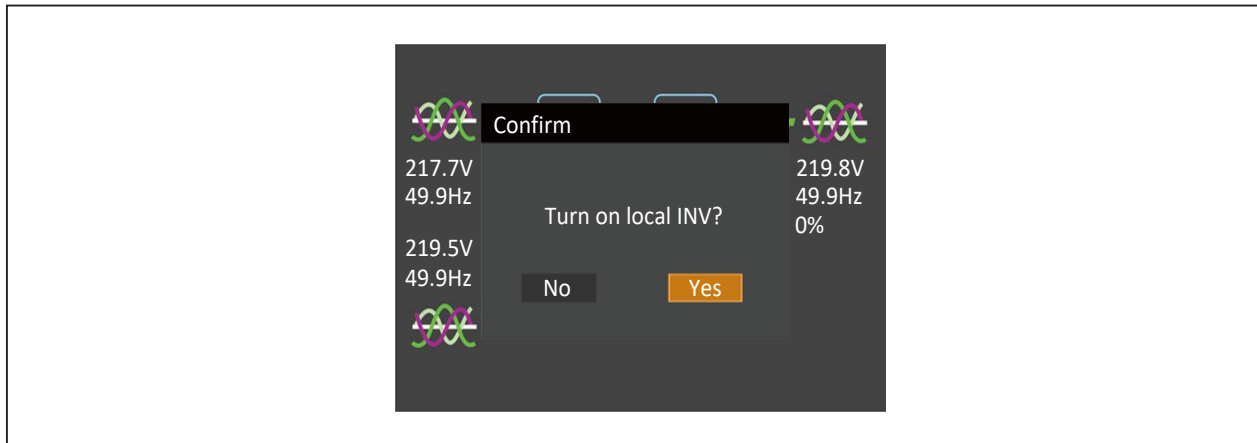 217.7V
49.9Hz
219.5V
49.9Hz
Confirm
Turn on local INV?
No
Yes
219.8V
49.9Hz
0%